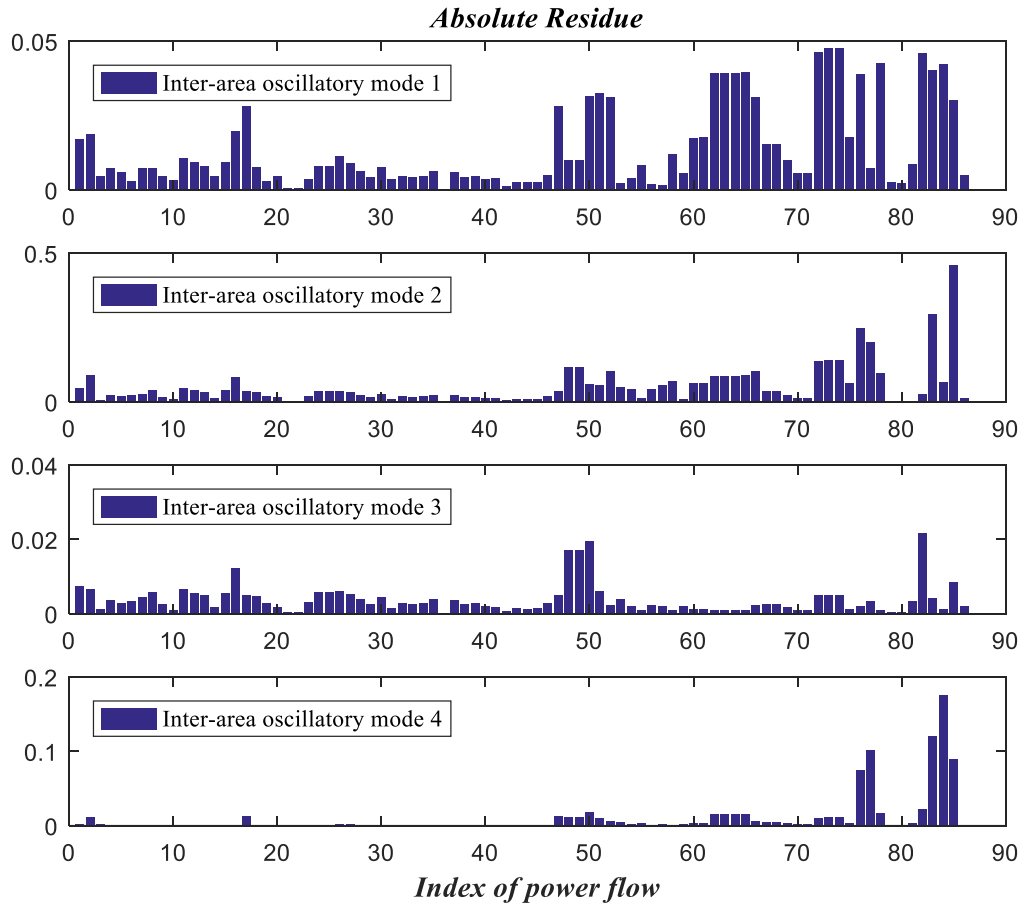 Absolute Residue
0.05
Inter-area oscillatory mode 1
0
0 10 20 30 40 50 60 70 80 90
0.5
Inter-area oscillatory mode 2
0
0 10 20 30 40 50 60 70 80 90
0.04
Inter-area oscillatory mode 3
0.02
0
0 10 20 30 40 50 60 70 80 90
0.2
Inter-area oscillatory mode 4
0.1
0
0 10 20 30 40 50 60 70 80 90
Index of power flow